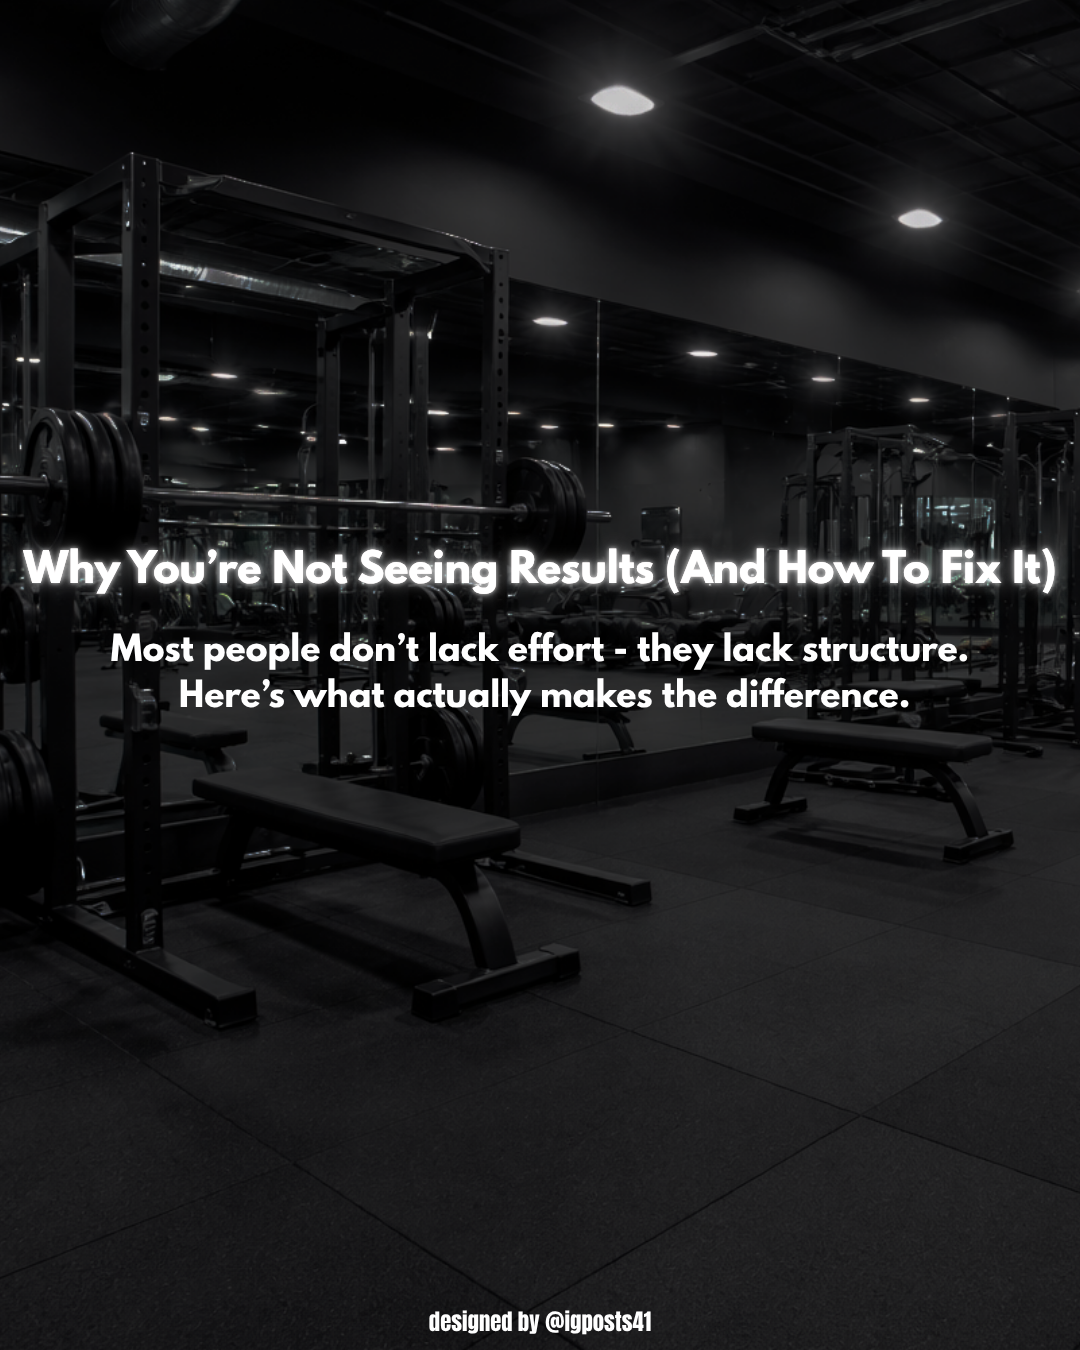 Why You’re Not Seeing Results (And How To Fix It)
Most people don’t lack effort - they lack structure.
Here’s what actually makes the difference.
designed by @igposts41